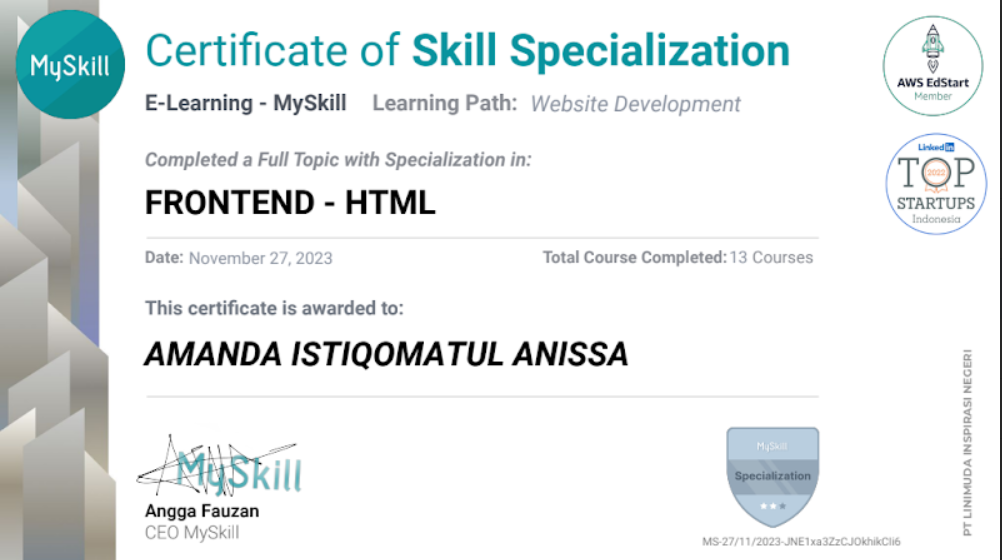 MySkill
Certificate of Skill Specialization
E-Learning - MySkill Learning Path: Website Development
Completed a Full Topic with Specialization in:
FRONTEND - HTML
Date: November 27, 2023 Total Course Completed: 13 Courses
This certificate is awarded to:
AMANDA ISTIQOMATUL ANISSA
MySkill
Angga Fauzan
CEO MySkill
MySkill
Specialization
MS-27/11/2023-JNE1xa3ZzCJOkhikCli6
AWS EdStart
Member
Linked in
TOP
2022
STARTUPS
Indonesia
PT LINIMUDA INSPIRASI NEGERI